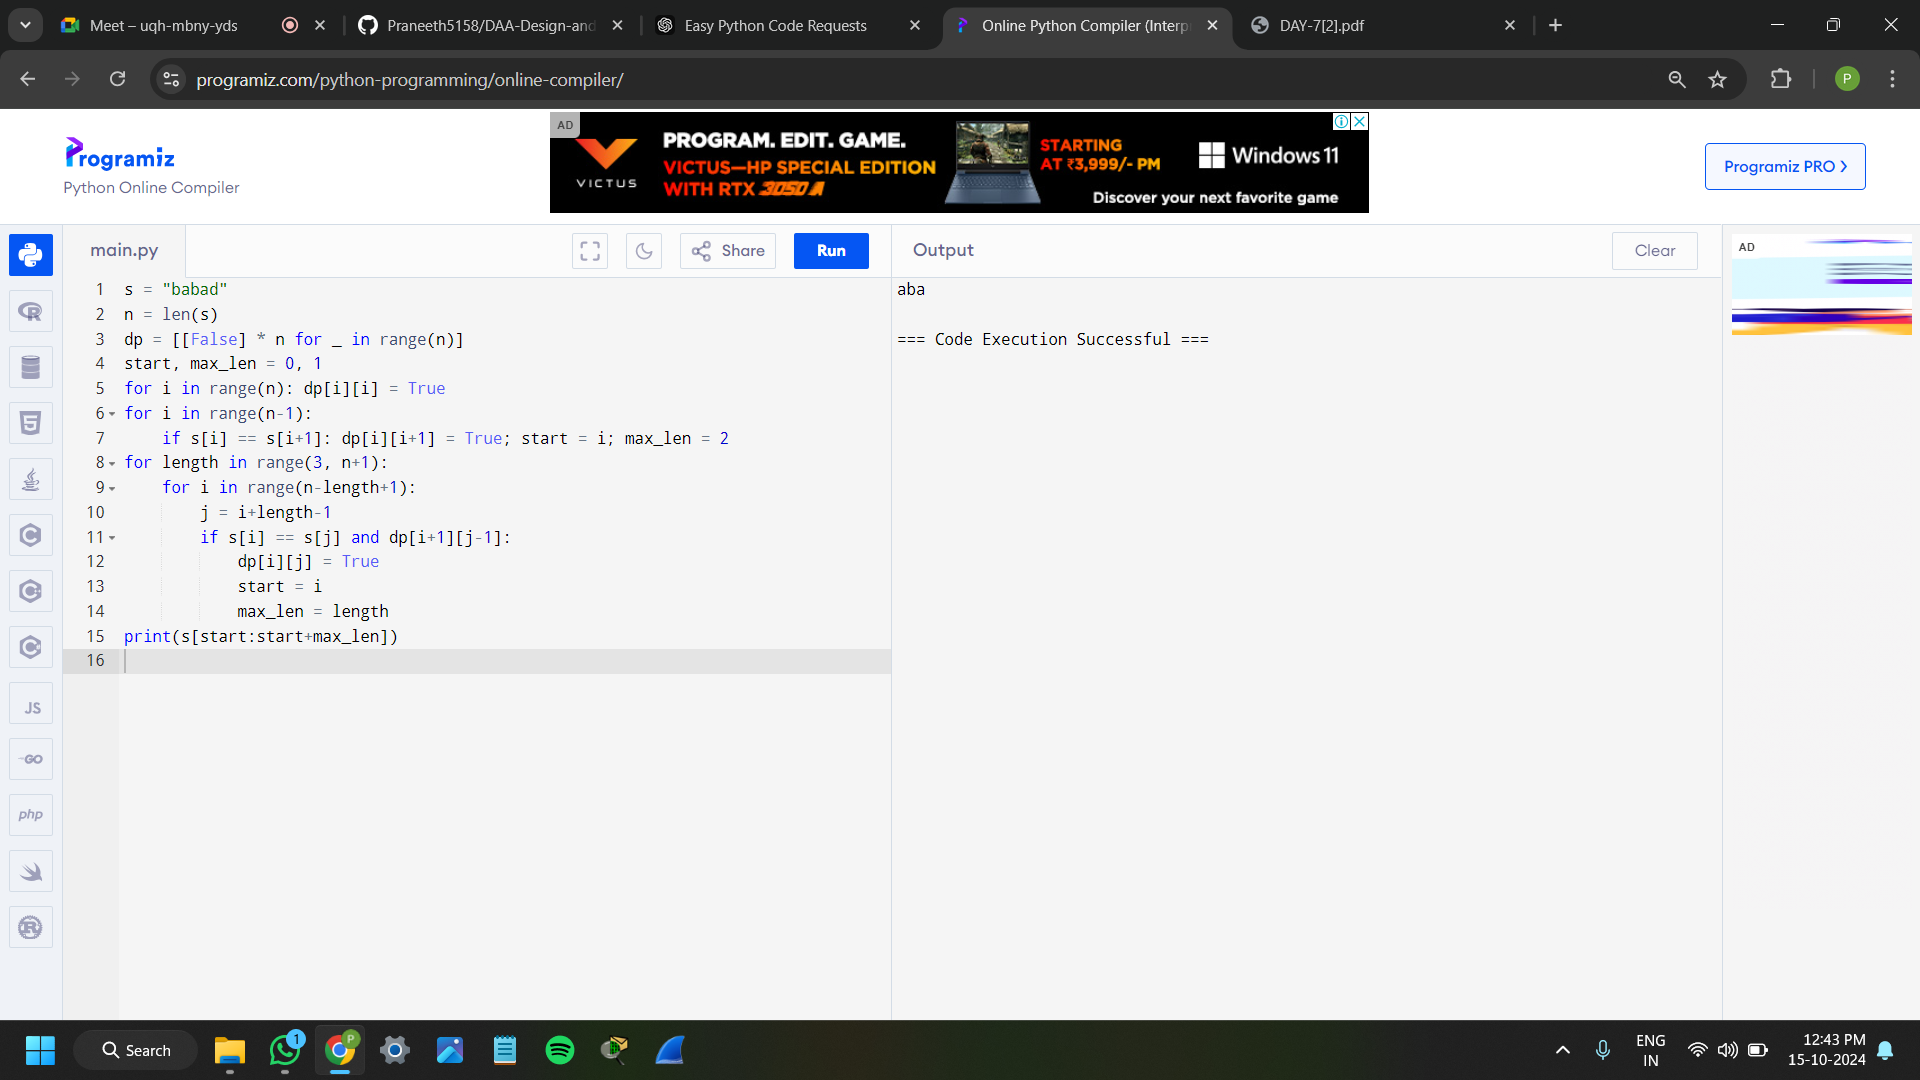 Meet – uqh-mbny-yds
Praneeth5158/DAA-Design-and
Easy Python Code Requests
Online Python Compiler (Interp
DAY-7[2].pdf
programiz.com/python-programming/online-compiler/
P
Programiz
Python Online Compiler
AD
VICTUS
PROGRAM. EDIT. GAME.
VICTUS—HP SPECIAL EDITION
WITH RTX 3050 A
STARTING
AT ₹3,999/- PM
Windows 11
Discover your next favorite game
Programiz PRO >
main.py
Share
Run
Output
Clear
AD
1 s = "babad"
2 n = len(s)
3 dp = [[False] * n for _ in range(n)]
4 start, max_len = 0, 1
5 for i in range(n): dp[i][i] = True
6 for i in range(n-1):
7     if s[i] == s[i+1]: dp[i][i+1] = True; start = i; max_len = 2
8 for length in range(3, n+1):
9     for i in range(n-length+1):
10         j = i+length-1
11         if s[i] == s[j] and dp[i+1][j-1]:
12             dp[i][j] = True
13             start = i
14             max_len = length
15 print(s[start:start+max_len])
16
aba
=== Code Execution Successful ===
JS
GO
php
Search
1
P
ENG
IN
12:43 PM
15-10-2024